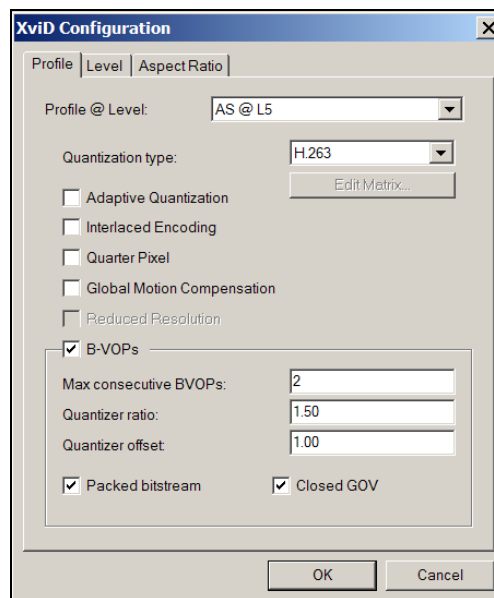 XviD Configuration
Profile Level Aspect Ratio
Profile @ Level: AS @ L5
Quantization type: H.263
Edit Matrix...
Adaptive Quantization
Interlaced Encoding
Quarter Pixel
Global Motion Compensation
Reduced Resolution
B-VOPs
Max consecutive BVOPs: 2
Quantizer ratio: 1.50
Quantizer offset: 1.00
Packed bitstream Closed GOV
OK Cancel